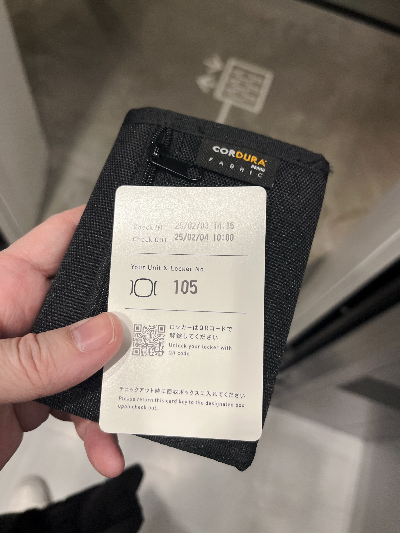 CORDURA
FABRIC
Check In 25/02/03 14:35
Check Out 25/02/04 10:00
Your Unit & Locker No.
105
ロッカーはQRコードで
解錠してください
Unlock your locker with
QR code
チェックアウト時に回収ボックスに入れてください
Please return this card key to the designated box
upon check out.